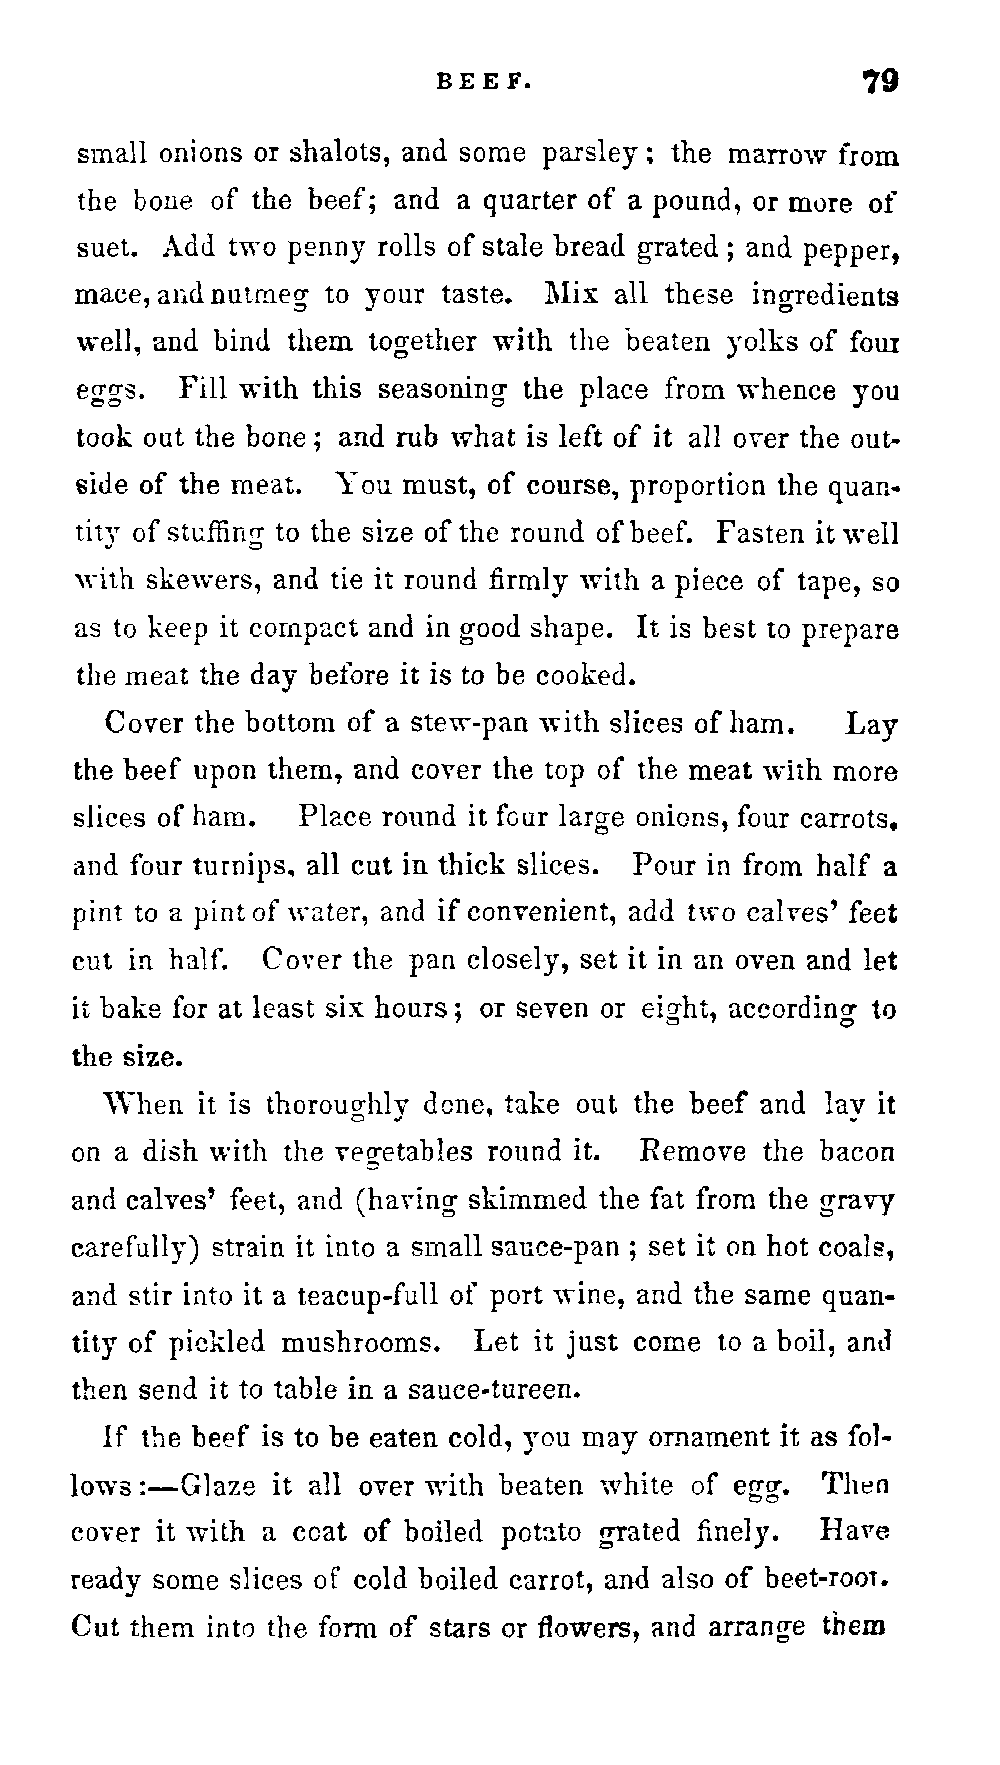 BEEF. 79
small onions or shalots, and some parsley; the marrow from
the bone of the beef; and a quarter of a pound, or more of
suet. Add two penny rolls of stale bread grated; and pepper,
mace, and nutmeg to your taste. Mix all these ingredients
well, and bind them together with the beaten yolks of four
eggs. Fill with this seasoning the place from whence you
took out the bone; and rub what is left of it all over the out-
side of the meat. You must, of course, proportion the quan-
tity of stuffing to the size of the round of beef. Fasten it well
with skewers, and tie it round firmly with a piece of tape, so
as to keep it compact and in good shape. It is best to prepare
the meat the day before it is to be cooked.
Cover the bottom of a stew-pan with slices of ham. Lay
the beef upon them, and cover the top of the meat with more
slices of ham. Place round it four large onions, four carrots,
and four turnips, all cut in thick slices. Pour in from half a
pint to a pint of water, and if convenient, add two calves' feet
cut in half. Cover the pan closely, set it in an oven and let
it bake for at least six hours; or seven or eight, according to
the size.
When it is thoroughly done, take out the beef and lay it
on a dish with the vegetables round it. Remove the bacon
and calves' feet, and (having skimmed the fat from the gravy
carefully) strain it into a small sauce-pan; set it on hot coals,
and stir into it a teacup-full of port wine, and the same quan-
tity of pickled mushrooms. Let it just come to a boil, and
then send it to table in a sauce-tureen.
If the beef is to be eaten cold, you may ornament it as fol-
lows:—Glaze it all over with beaten white of egg. Then
cover it with a coat of boiled potato grated finely. Have
ready some slices of cold boiled carrot, and also of beet-root.
Cut them into the form of stars or flowers, and arrange them